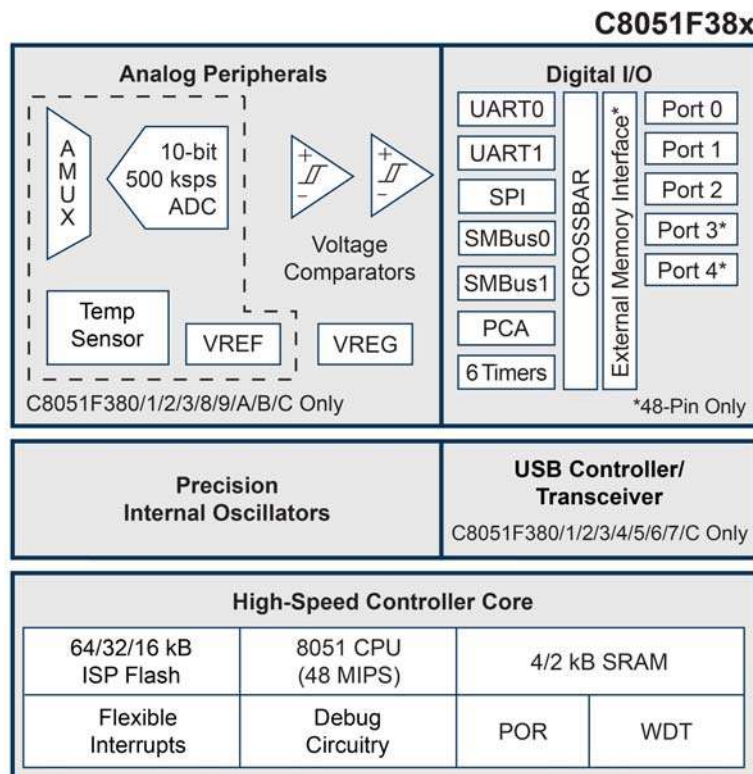 C8051F38x
Analog Peripherals
A
M
U
X
10-bit
500 ksps
ADC
+
-
+
-
Voltage
Comparators
Temp
Sensor
VREF
VREG
C8051F380/1/2/3/8/9/A/B/C Only
Digital I/O
UART0
UART1
SPI
SMBus0
SMBus1
PCA
6 Timers
CROSSBAR
External Memory Interface*
Port 0
Port 1
Port 2
Port 3*
Port 4*
*48-Pin Only
Precision
Internal Oscillators
USB Controller/
Transceiver
C8051F380/1/2/3/4/5/6/7/C Only
High-Speed Controller Core
64/32/16 kB
ISP Flash
8051 CPU
(48 MIPS)
4/2 kB SRAM
Flexible
Interrupts
Debug
Circuitry
POR
WDT